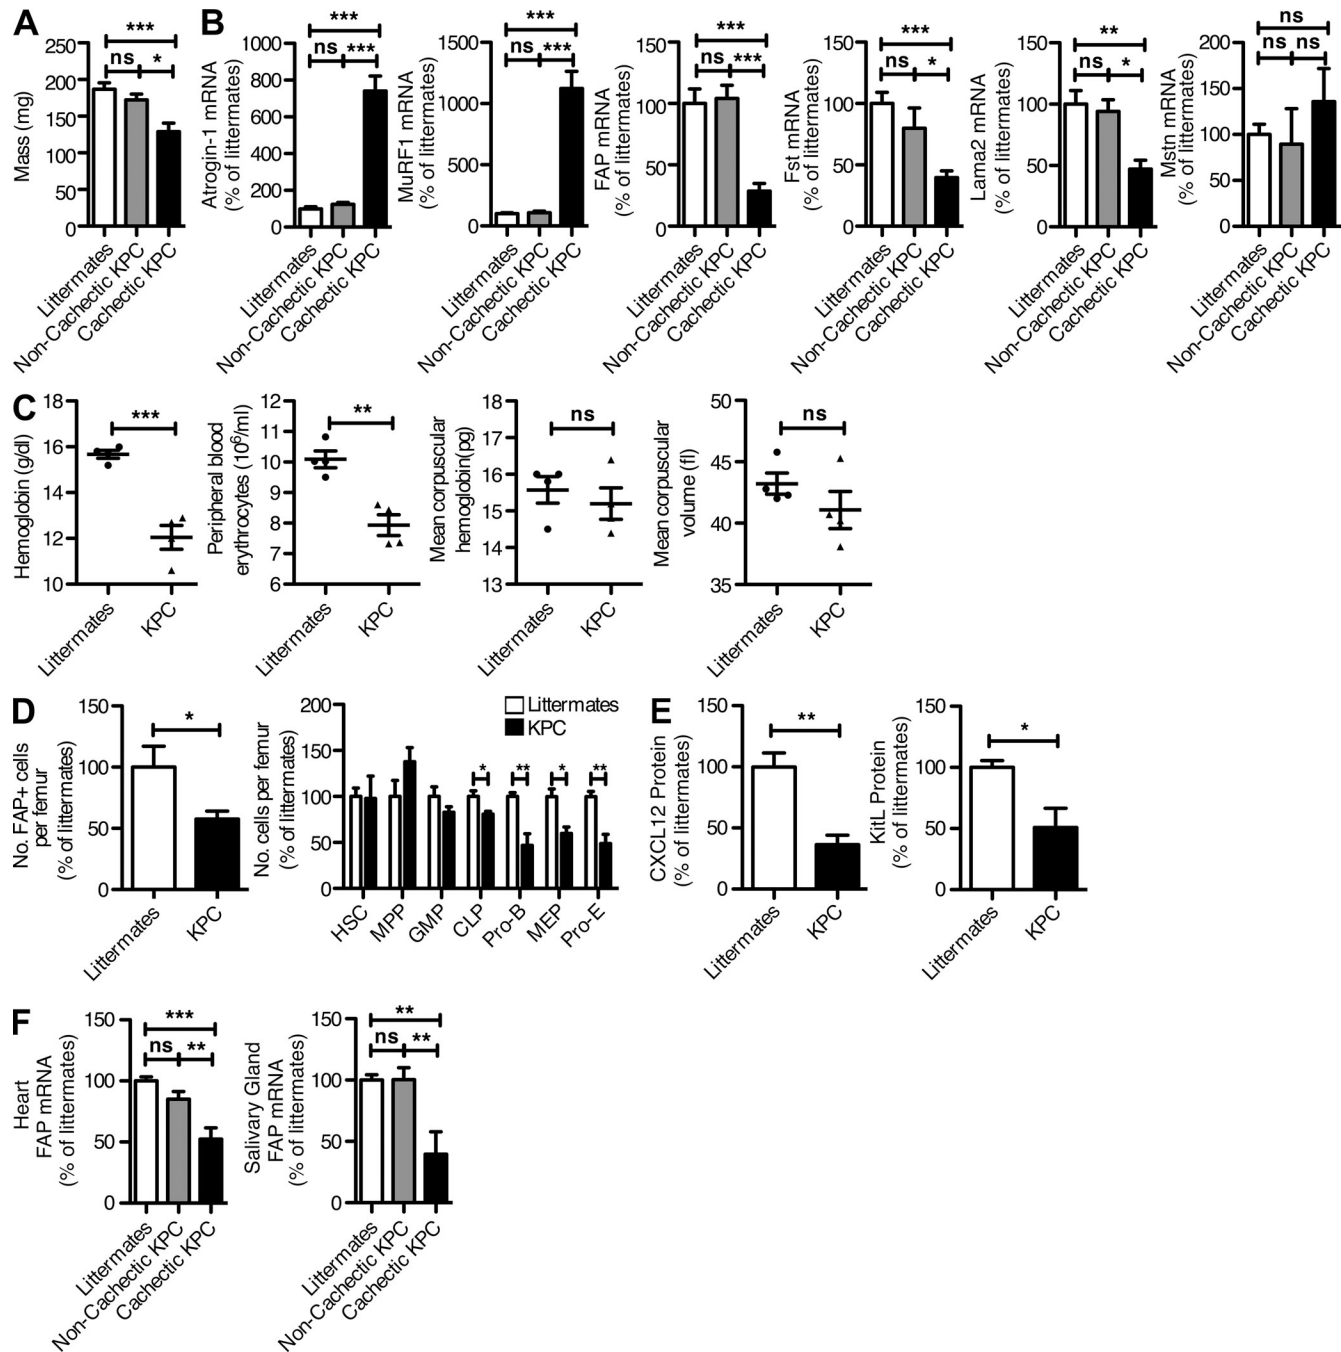 A
Mass (mg)
250
200
150
100
50
0
***
ns
*
Littermates
Non-Cachectic KPC
Cachectic KPC
B
Atrogin-1 mRNA
(% of littermates)
1000
800
600
400
200
0
***
ns
***
Littermates
Non-Cachectic KPC
Cachectic KPC
MuRF1 mRNA
(% of littermates)
1500
1000
500
0
***
ns
***
Littermates
Non-Cachectic KPC
Cachectic KPC
FAP mRNA
(% of littermates)
150
100
50
0
***
ns
***
Littermates
Non-Cachectic KPC
Cachectic KPC
Fst mRNA
(% of littermates)
150
100
50
0
***
ns
*
Littermates
Non-Cachectic KPC
Cachectic KPC
Lama2 mRNA
(% of littermates)
150
100
50
0
**
ns
*
Littermates
Non-Cachectic KPC
Cachectic KPC
Mstn mRNA
(% of littermates)
200
150
100
50
0
ns
ns
ns
Littermates
Non-Cachectic KPC
Cachectic KPC
C
Hemoglobin (g/dl)
18
16
14
12
10
***
Littermates
KPC
Peripheral blood
erythrocytes (10⁶/ml)
12
11
10
9
8
7
6
**
Littermates
KPC
Mean corpuscular
hemoglobin(pg)
18
17
16
15
14
13
ns
Littermates
KPC
Mean corpuscular
volume (fl)
50
45
40
35
ns
Littermates
KPC
D
No. FAP+ cells
per femur
(% of littermates)
150
100
50
0
*
Littermates
KPC
No. cells per femur
(% of littermates)
200
150
100
50
0
Littermates
KPC
*
**
*
**
HSC
MPP
GMP
CLP
Pro-B
MEP
Pro-E
E
CXCL12 Protein
(% of littermates)
150
100
50
0
**
Littermates
KPC
KitL Protein
(% of littermates)
150
100
50
0
*
Littermates
KPC
F
Heart
FAP mRNA
(% of littermates)
150
100
50
0
***
ns
**
Littermates
Non-Cachectic KPC
Cachectic KPC
Salivary Gland
FAP mRNA
(% of littermates)
150
100
50
0
**
ns
**
Littermates
Non-Cachectic KPC
Cachectic KPC